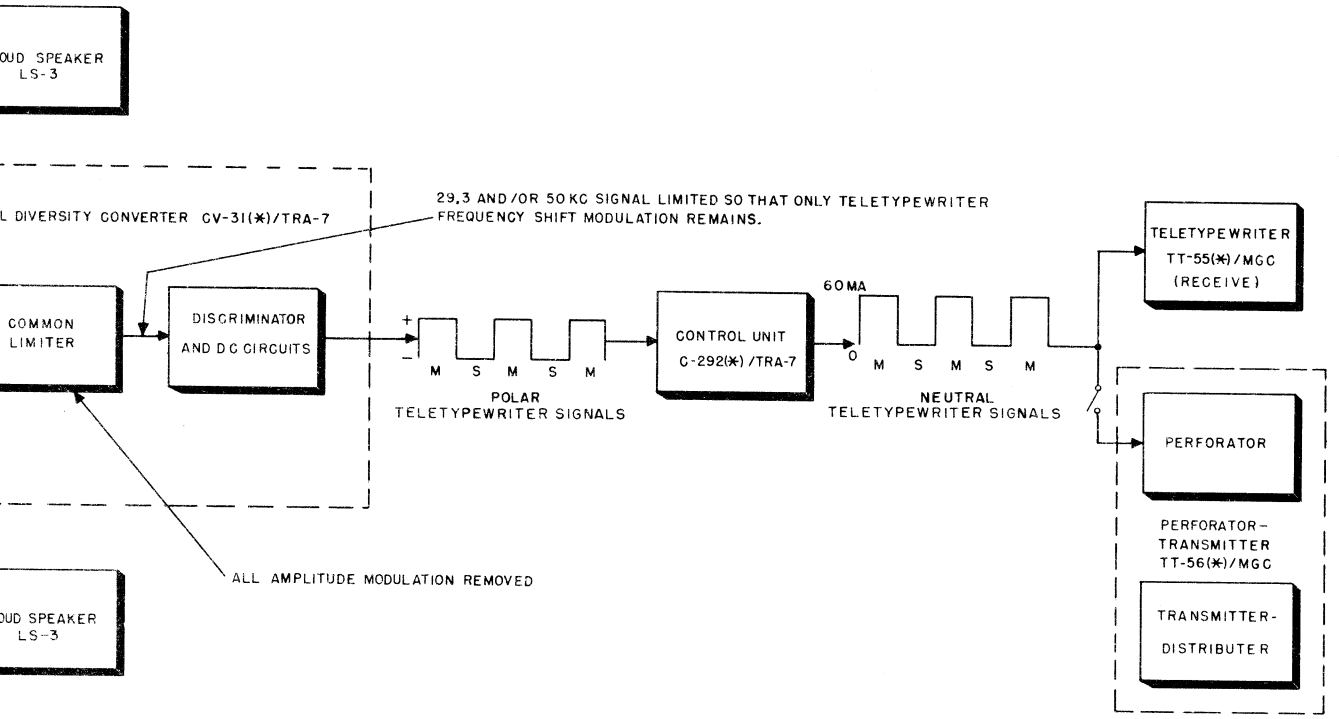 OUD SPEAKER
LS-3
L DIVERSITY CONVERTER CV-31(*)/TRA-7
29.3 AND/OR 50 KC SIGNAL LIMITED SO THAT ONLY TELETYPEWRITER
FREQUENCY SHIFT MODULATION REMAINS.
COMMON
LIMITER
DISCRIMINATOR
AND DC CIRCUITS
+
–
M S M S M
POLAR
TELETYPEWRITER SIGNALS
CONTROL UNIT
C-292(*)/TRA-7
60 MA
0
M S M S M
NEUTRAL
TELETYPEWRITER SIGNALS
TELETYPEWRITER
TT-55(*)/MGC
(RECEIVE)
PERFORATOR
PERFORATOR–
TRANSMITTER
TT-56(*)/MGC
TRANSMITTER-
DISTRIBUTER
ALL AMPLITUDE MODULATION REMOVED
OUD SPEAKER
LS-3